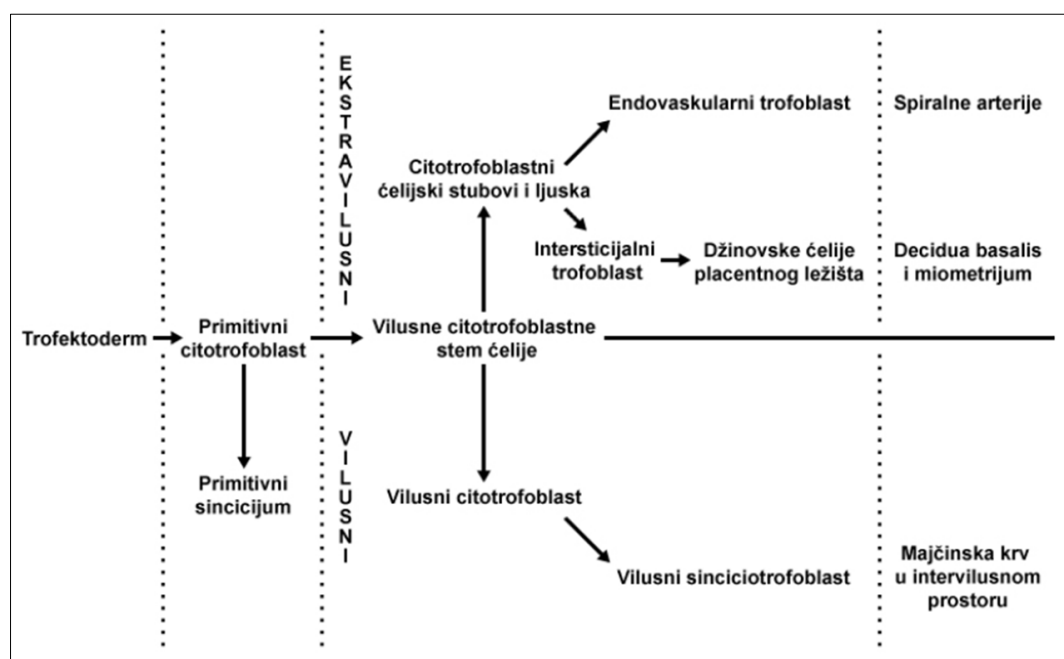 EKSTRAVILUSNI
Endovaskularni trofoblast
Spiralne arterije
Citotrofoblastni
ćelijski stubovi i ljuska
Intersticijalni
trofoblast
Džinovske ćelije
placentnog ležišta
Decidua basalis
i miometrijum
Trofektoderm
Primitivni
citotrofoblast
Vilusne citotrofoblastne
stem ćelije
VILUSNI
Primitivni
sincicijum
Vilusni citotrofoblast
Vilusni sinciciotrofoblast
Majčinska krv
u intervilusnom
prostoru